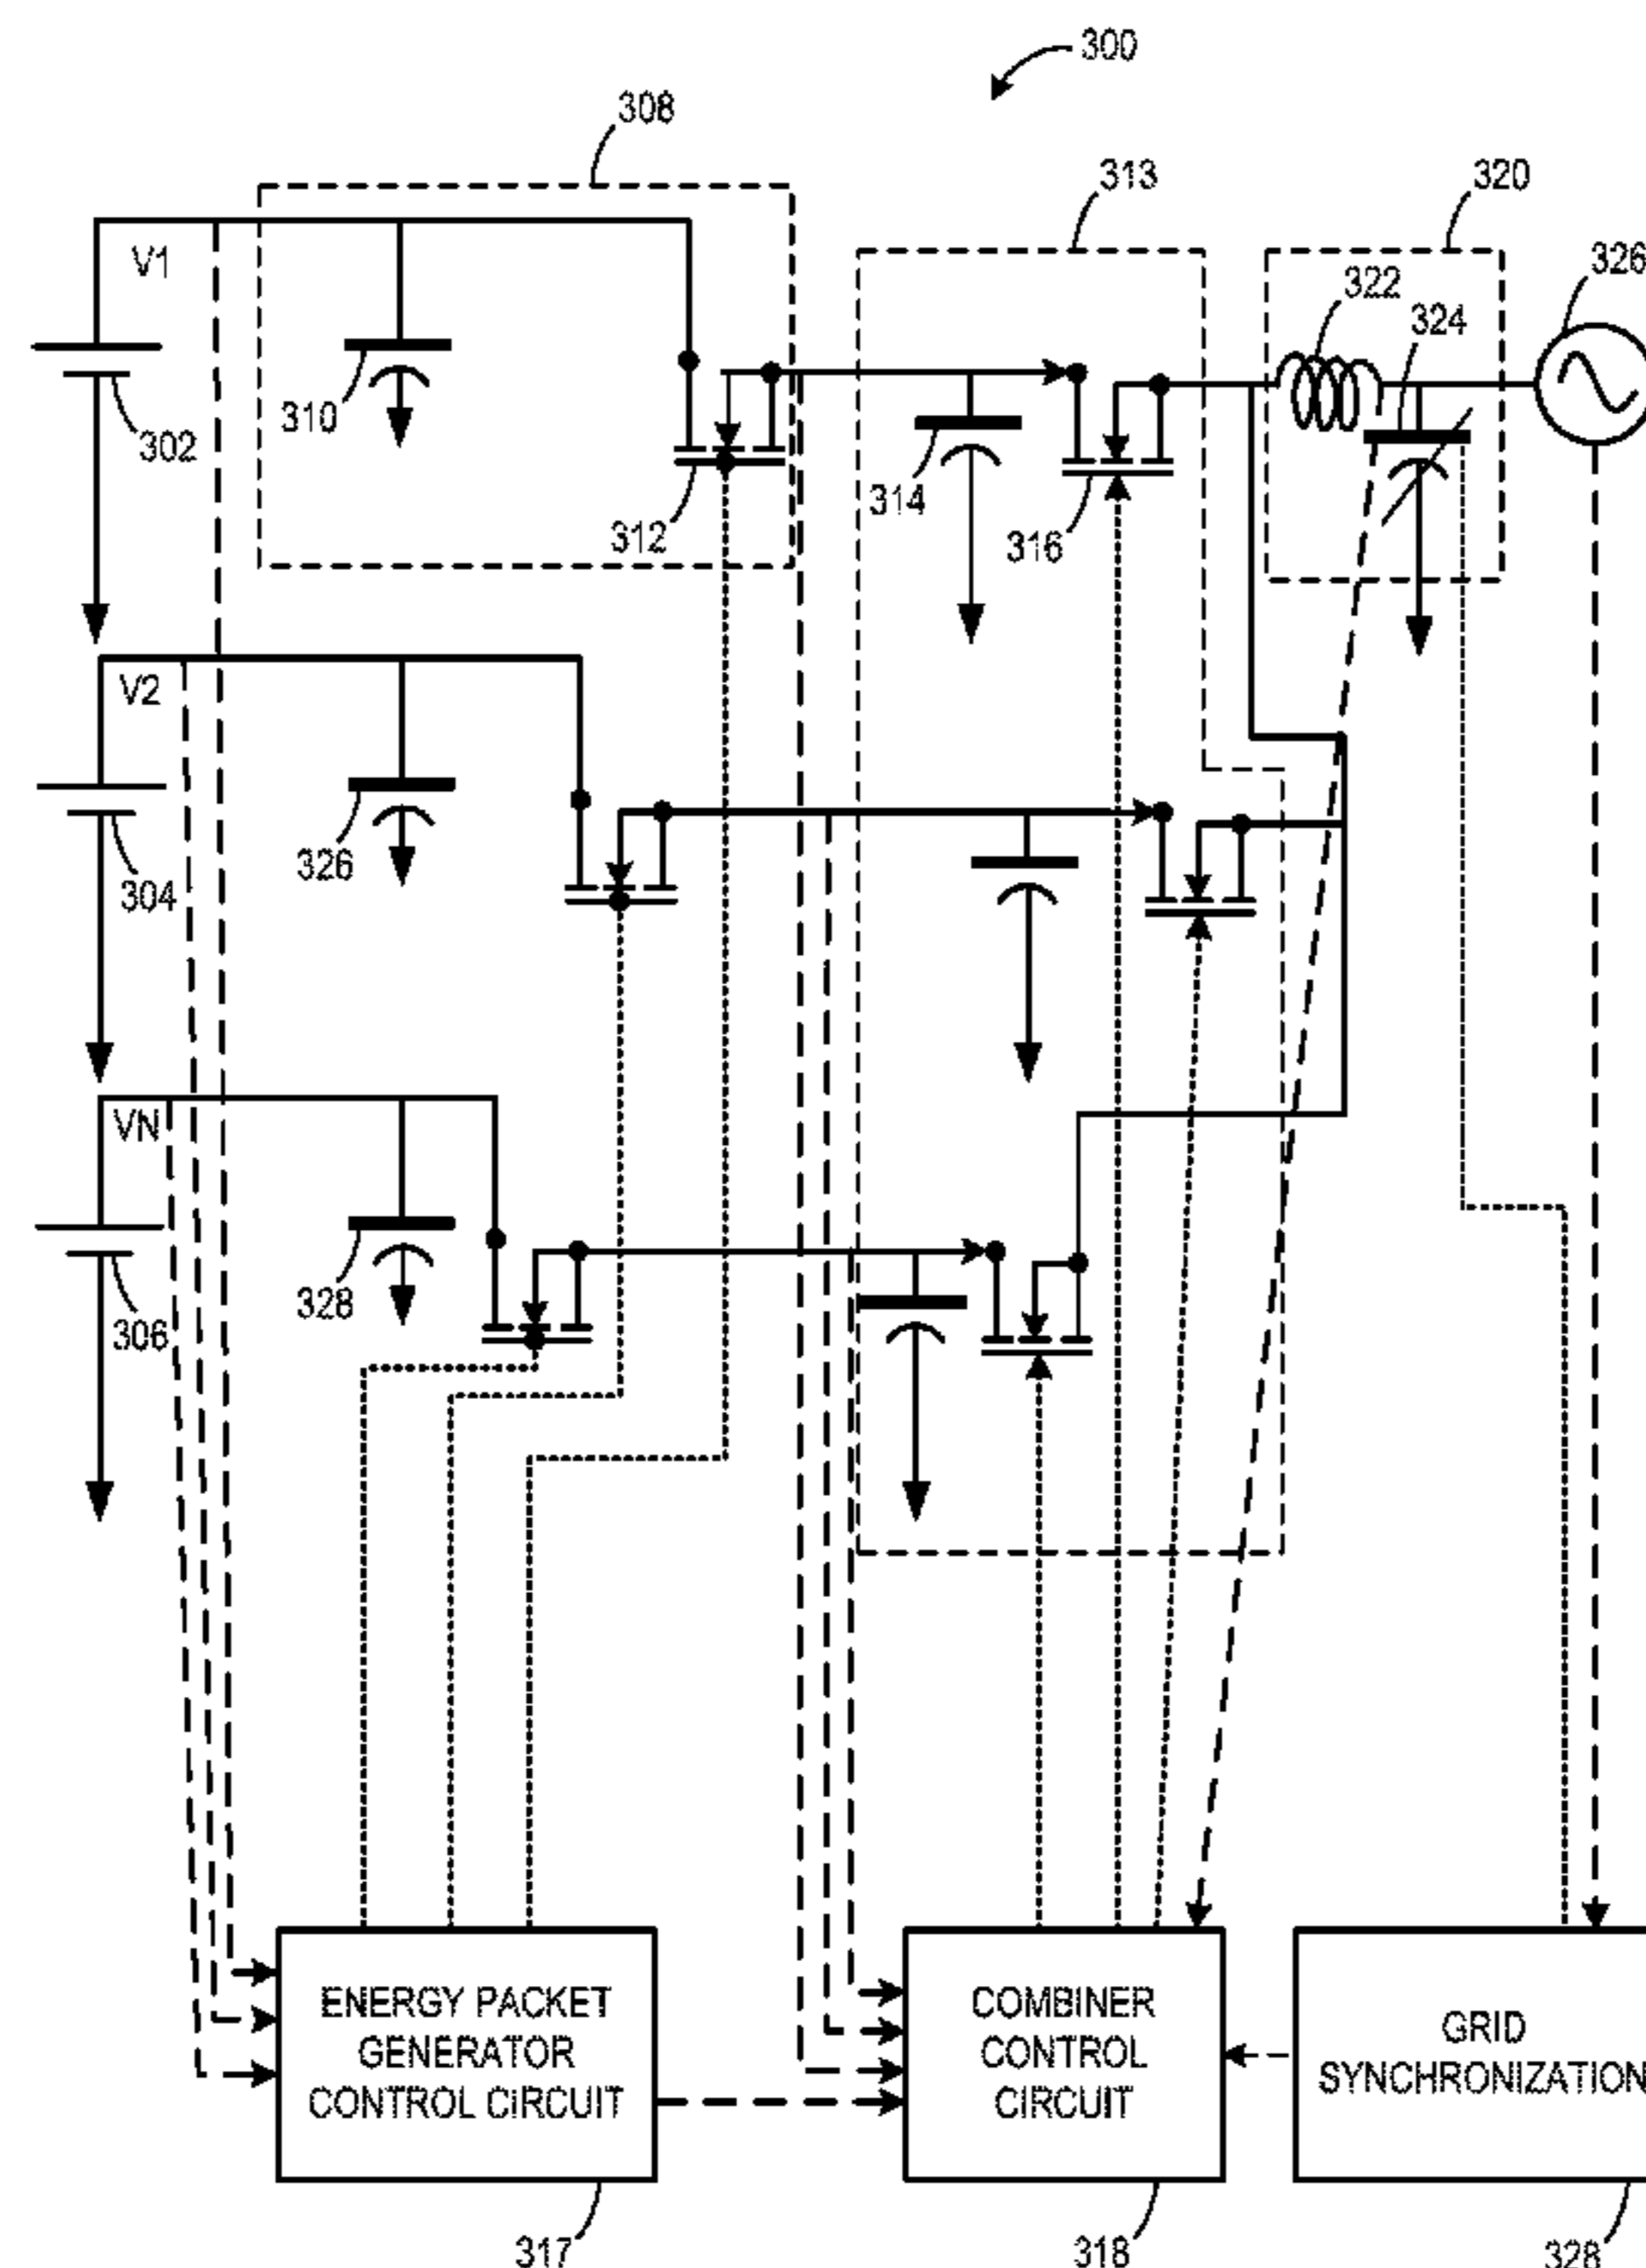 300
308
313
320
V1
322
326
324
310
302
314
312
316
V2
326
304
VN
328
306
ENERGY PACKET
GENERATOR
CONTROL CIRCUIT
COMBINER
CONTROL
CIRCUIT
GRID
SYNCHRONIZATION
317
318
328